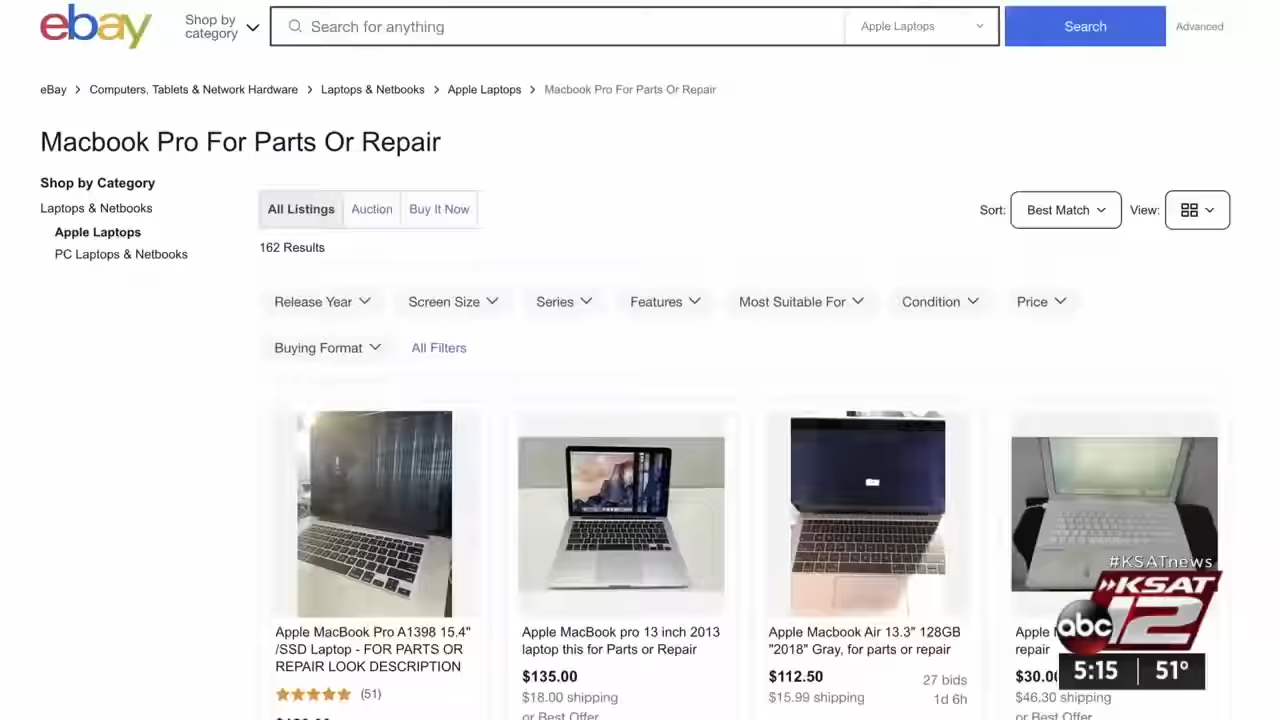 ebay
Shop by
category
Search for anything
Apple Laptops
Search
Advanced
eBay > Computers, Tablets & Network Hardware > Laptops & Netbooks > Apple Laptops > Macbook Pro For Parts Or Repair
Macbook Pro For Parts Or Repair
Shop by Category
Laptops & Netbooks
Apple Laptops
PC Laptops & Netbooks
All Listings
Auction
Buy It Now
Sort:
Best Match
View:
162 Results
Release Year
Screen Size
Series
Features
Most Suitable For
Condition
Price
Buying Format
All Filters
Apple MacBook Pro A1398 15.4"
/SSD Laptop - FOR PARTS OR
REPAIR LOOK DESCRIPTION
(51)
Apple MacBook pro 13 inch 2013
laptop this for Parts or Repair
$135.00
$18.00 shipping
or Best Offer
Apple Macbook Air 13.3" 128GB
"2018" Gray, for parts or repair
$112.50
27 bids
$15.99 shipping
1d 6h
Apple
repair
$30.00
$46.30 shipping
or Best Offer
#KSATnews
KSAT
abc 12
5:15 51°